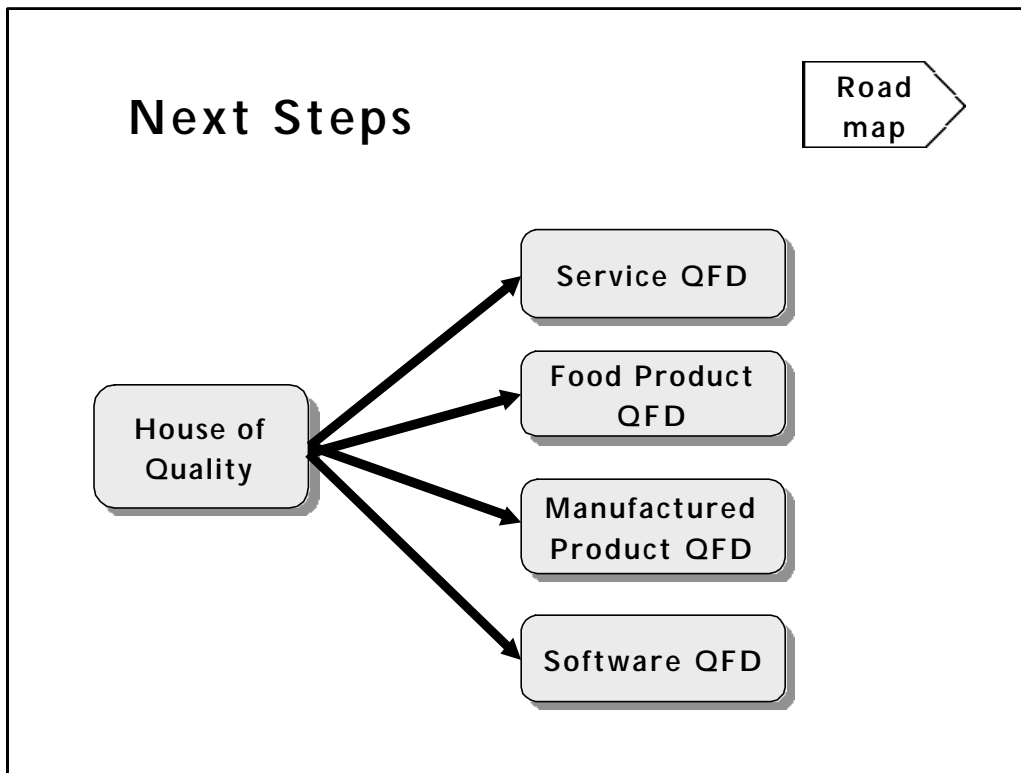 Next Steps
Road
map
Service QFD
Food Product
QFD
House of
Quality
Manufactured
Product QFD
Software QFD